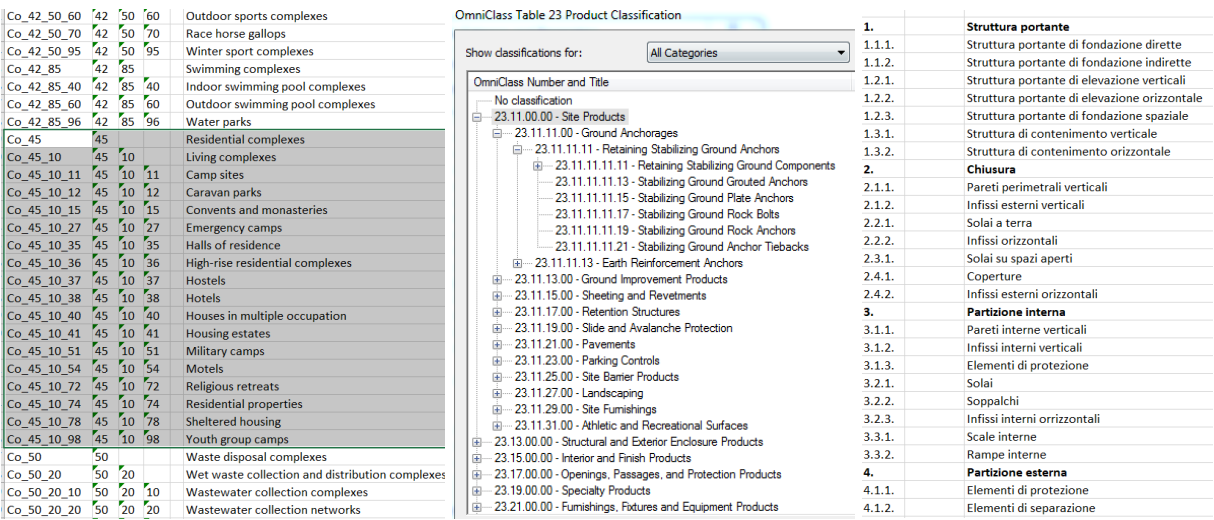 Co_42_50_60 42 50 60 Outdoor sports complexes
Co_42_50_70 42 50 70 Race horse gallops
Co_42_50_95 42 50 95 Winter sport complexes
Co_42_85 42 85 Swimming complexes
Co_42_85_40 42 85 40 Indoor swimming pool complexes
Co_42_85_60 42 85 60 Outdoor swimming pool complexes
Co_42_85_96 42 85 96 Water parks
Co_45 45 Residential complexes
Co_45_10 45 10 Living complexes
Co_45_10_11 45 10 11 Camp sites
Co_45_10_12 45 10 12 Caravan parks
Co_45_10_15 45 10 15 Convents and monasteries
Co_45_10_27 45 10 27 Emergency camps
Co_45_10_35 45 10 35 Halls of residence
Co_45_10_36 45 10 36 High-rise residential complexes
Co_45_10_37 45 10 37 Hostels
Co_45_10_38 45 10 38 Hotels
Co_45_10_40 45 10 40 Houses in multiple occupation
Co_45_10_41 45 10 41 Housing estates
Co_45_10_51 45 10 51 Military camps
Co_45_10_54 45 10 54 Motels
Co_45_10_72 45 10 72 Religious retreats
Co_45_10_74 45 10 74 Residential properties
Co_45_10_78 45 10 78 Sheltered housing
Co_45_10_98 45 10 98 Youth group camps
Co_50 50 Waste disposal complexes
Co_50_20 50 20 Wet waste collection and distribution complexes
Co_50_20_10 50 20 10 Wastewater collection complexes
Co_50_20_20 50 20 20 Wastewater collection networks
OmniClass Table 23 Product Classification
Show classifications for: All Categories
OmniClass Number and Title
No classification
23.11.00.00 - Site Products
23.11.11.00 - Ground Anchorages
23.11.11.11 - Retaining Stabilizing Ground Anchors
23.11.11.11.11 - Retaining Stabilizing Ground Components
23.11.11.11.13 - Stabilizing Ground Grouted Anchors
23.11.11.11.15 - Stabilizing Ground Plate Anchors
23.11.11.11.17 - Stabilizing Ground Rock Bolts
23.11.11.11.19 - Stabilizing Ground Rock Anchors
23.11.11.11.21 - Stabilizing Ground Anchor Tiebacks
23.11.11.13 - Earth Reinforcement Anchors
23.11.13.00 - Ground Improvement Products
23.11.15.00 - Sheeting and Revetments
23.11.17.00 - Retention Structures
23.11.19.00 - Slide and Avalanche Protection
23.11.21.00 - Pavements
23.11.23.00 - Parking Controls
23.11.25.00 - Site Barrier Products
23.11.27.00 - Landscaping
23.11.29.00 - Site Furnishings
23.11.31.00 - Athletic and Recreational Surfaces
23.13.00.00 - Structural and Exterior Enclosure Products
23.15.00.00 - Interior and Finish Products
23.17.00.00 - Openings, Passages, and Protection Products
23.19.00.00 - Specialty Products
23.21.00.00 - Furnishings, Fixtures and Equipment Products
1. Struttura portante
1.1.1. Struttura portante di fondazione dirette
1.1.2. Struttura portante di fondazione indirette
1.2.1. Struttura portante di elevazione verticali
1.2.2. Struttura portante di elevazione orizzontale
1.2.3. Struttura portante di fondazione spaziale
1.3.1. Struttura di contenimento verticale
1.3.2. Struttura di contenimento orizzontale
2. Chiusura
2.1.1. Pareti perimetrali verticali
2.1.2. Infissi esterni verticali
2.2.1. Solai a terra
2.2.2. Infissi orizzontali
2.3.1. Solai su spazi aperti
2.4.1. Coperture
2.4.2. Infissi esterni orizzontali
3. Partizione interna
3.1.1. Pareti interne verticali
3.1.2. Infissi interni verticali
3.1.3. Elementi di protezione
3.2.1. Solai
3.2.2. Soppalchi
3.2.3. Infissi interni orrizzontali
3.3.1. Scale interne
3.3.2. Rampe interne
4. Partizione esterna
4.1.1. Elementi di protezione
4.1.2. Elementi di separazione